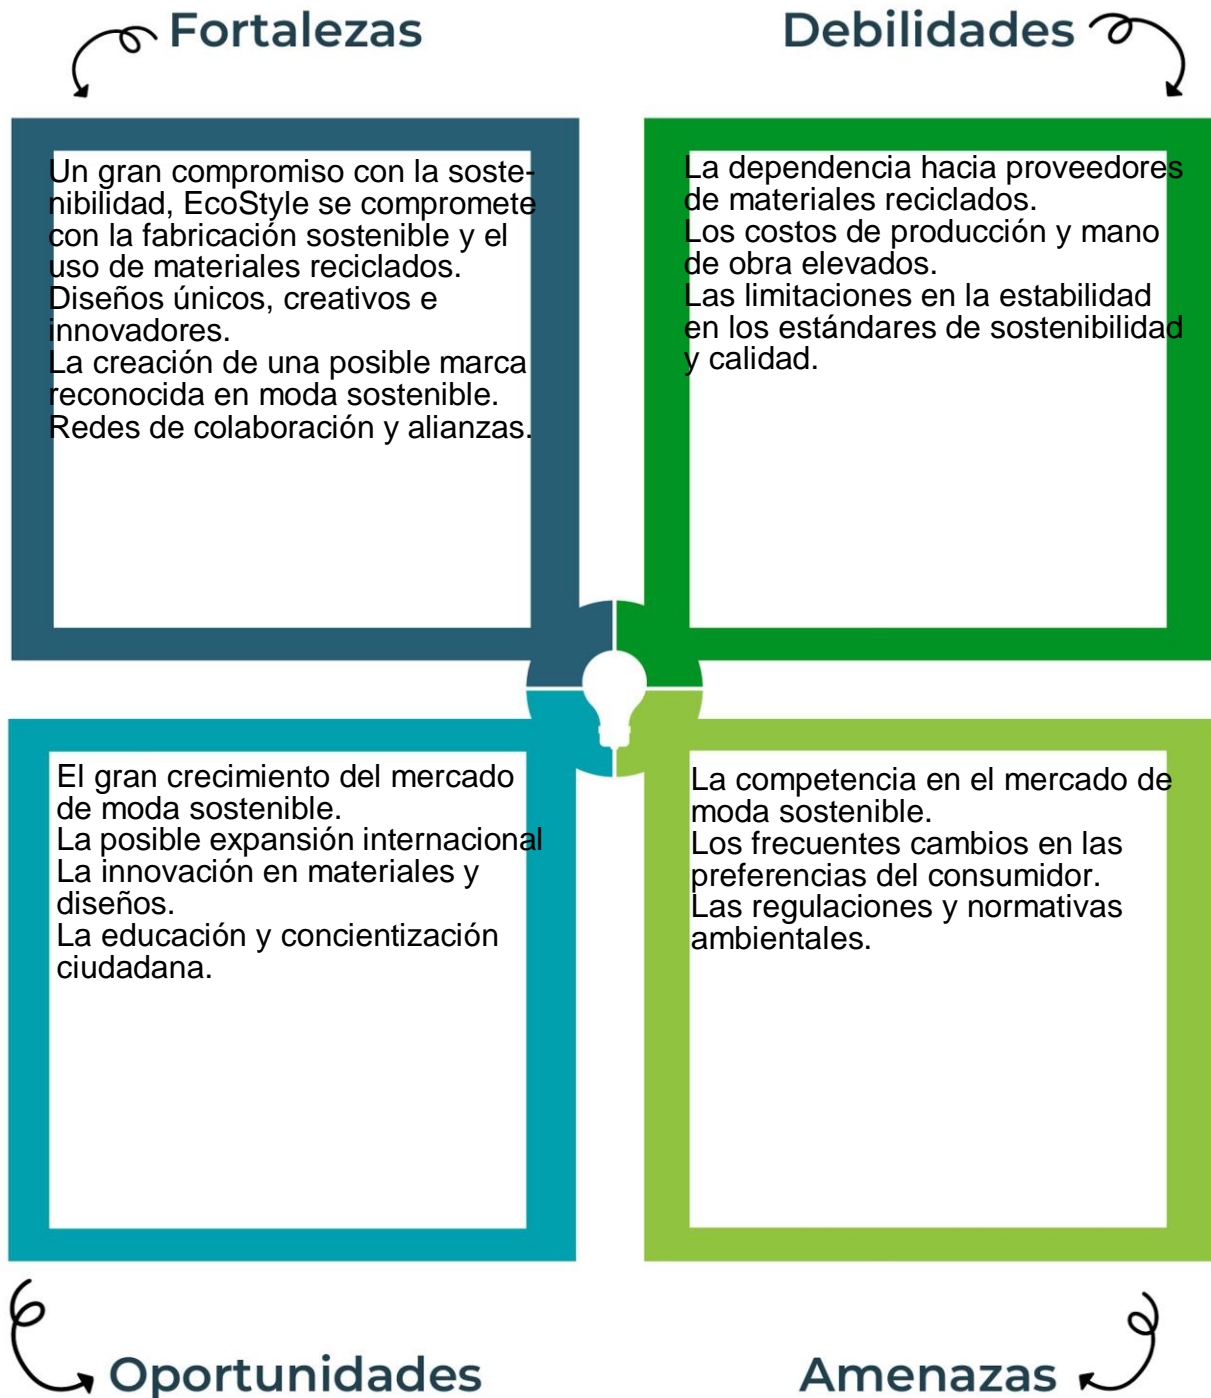 Fortalezas
Un gran compromiso con la soste-
nibilidad, EcoStyle se compromete
con la fabricación sostenible y el
uso de materiales reciclados.
Diseños únicos, creativos e
innovadores.
La creación de una posible marca
reconocida en moda sostenible.
Redes de colaboración y alianzas.
Debilidades
La dependencia hacia proveedores
de materiales reciclados.
Los costos de producción y mano
de obra elevados.
Las limitaciones en la estabilidad
en los estándares de sostenibilidad
y calidad.
El gran crecimiento del mercado
de moda sostenible.
La posible expansión internacional
La innovación en materiales y
diseños.
La educación y concientización
ciudadana.
Oportunidades
La competencia en el mercado de
moda sostenible.
Los frecuentes cambios en las
preferencias del consumidor.
Las regulaciones y normativas
ambientales.
Amenazas